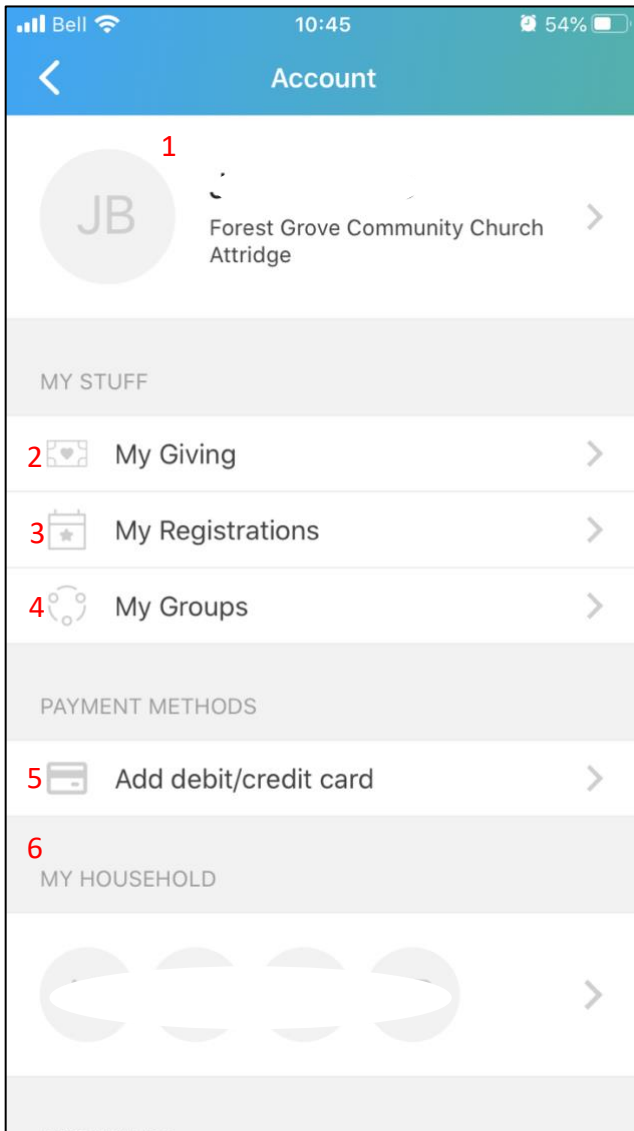 Bell 10:45 54%
Account
1
JB
Forest Grove Community Church
Attridge
MY STUFF
2 My Giving
3 My Registrations
4 My Groups
PAYMENT METHODS
5 Add debit/credit card
6
MY HOUSEHOLD